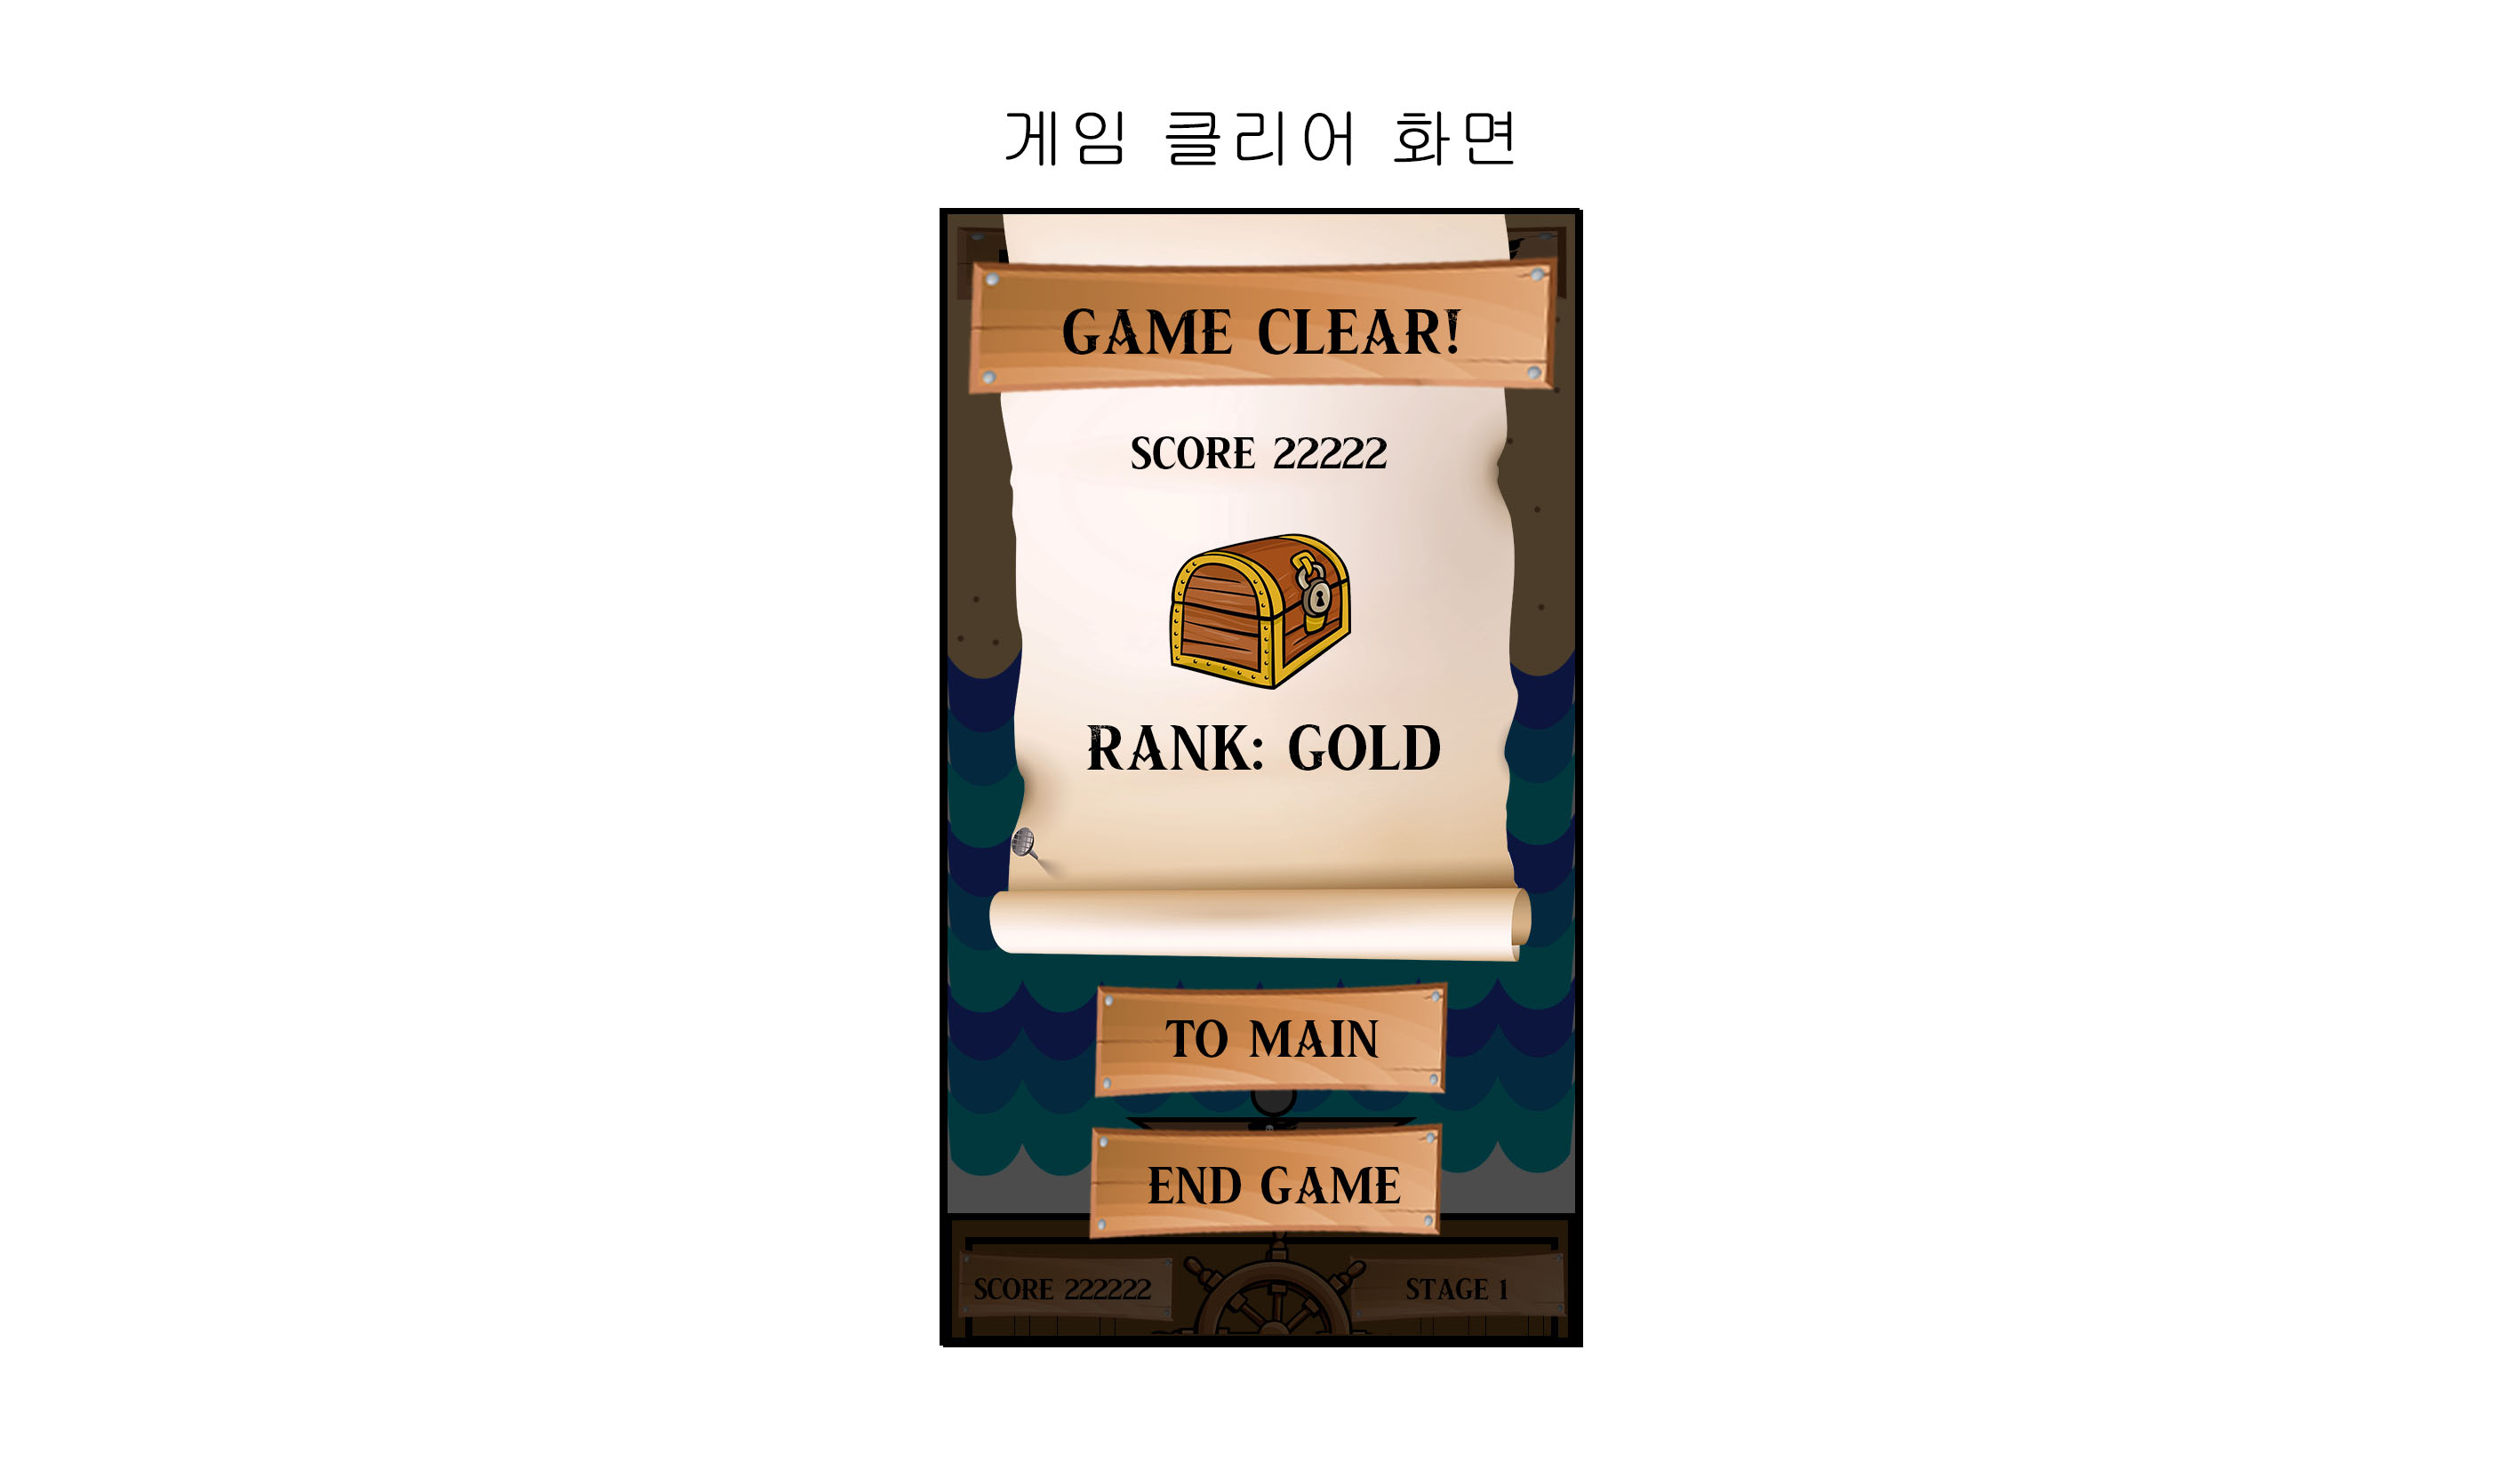 게임 클리어 화면
GAME CLEAR!
SCORE 22222
RANK: GOLD
TO MAIN
END GAME
SCORE 222222
STAGE 1